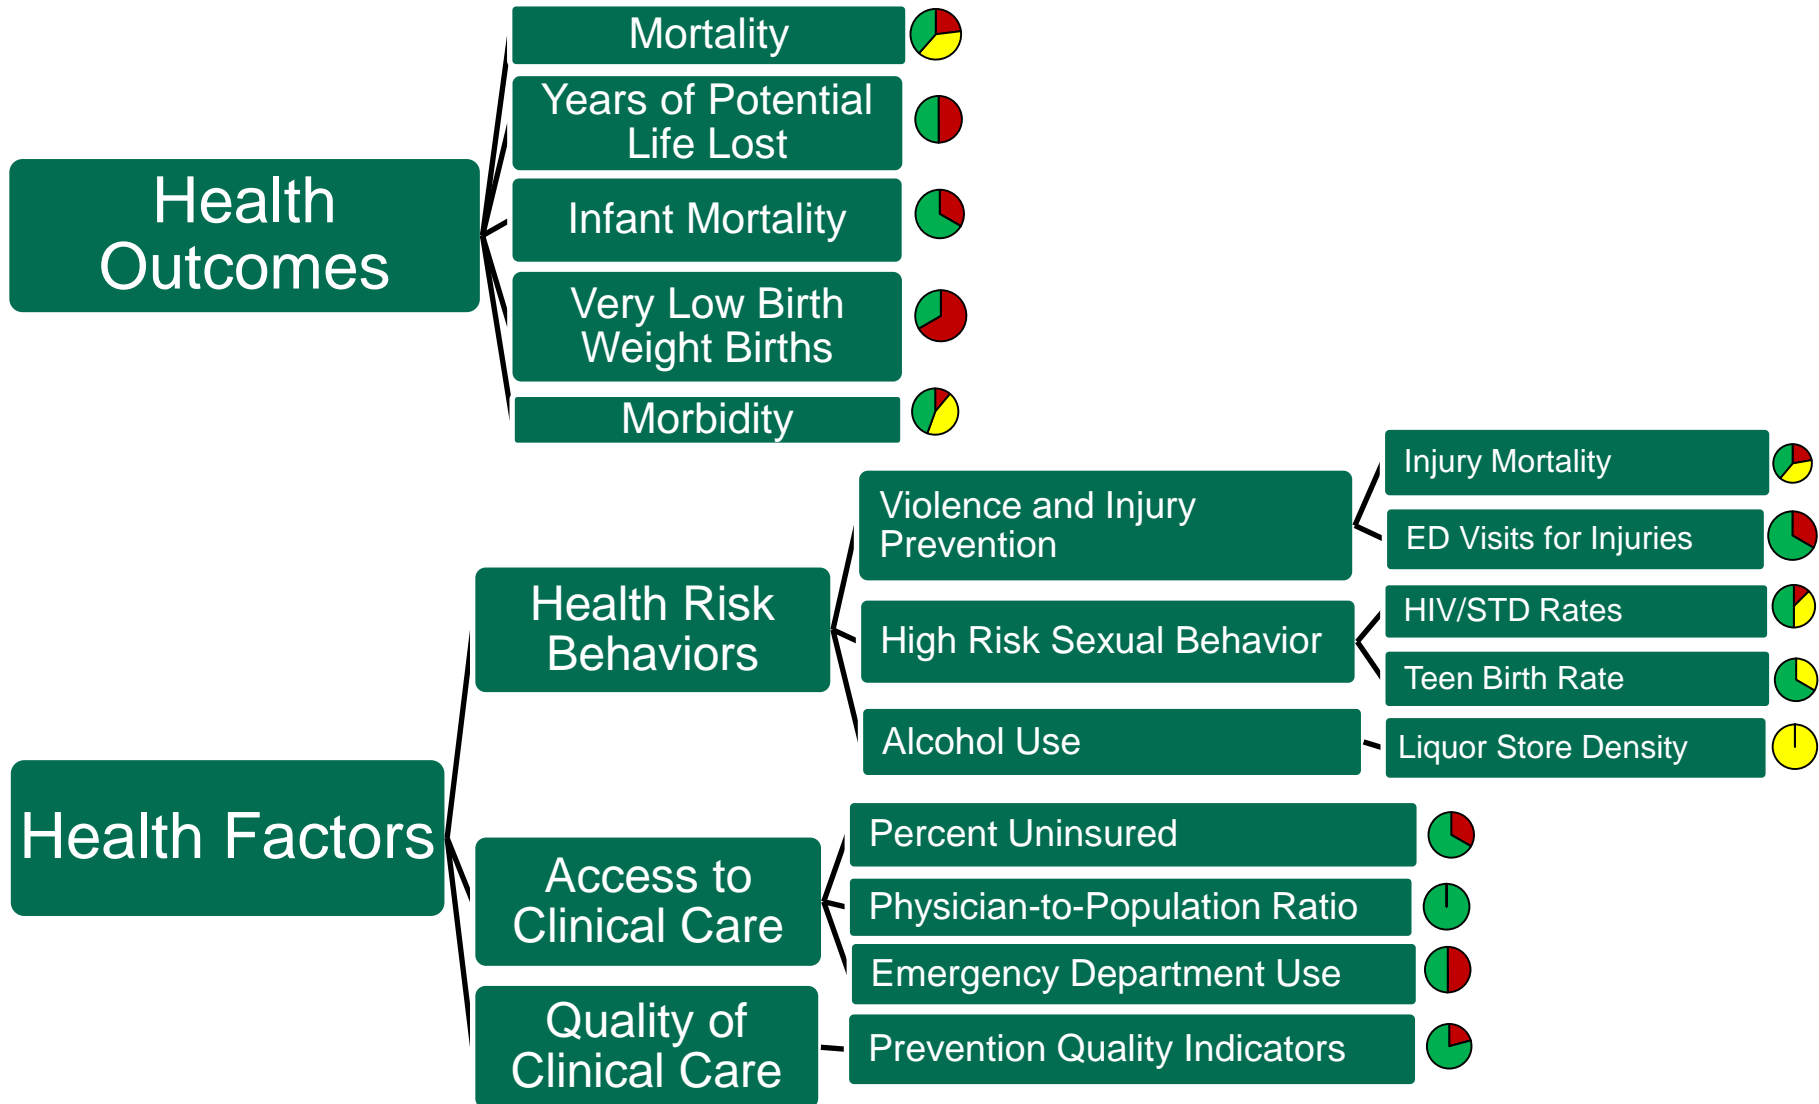 Health
Outcomes
Mortality
Years of Potential
Life Lost
Infant Mortality
Very Low Birth
Weight Births
Morbidity
Health Factors
Health Risk
Behaviors
Violence and Injury
Prevention
Injury Mortality
ED Visits for Injuries
High Risk Sexual Behavior
HIV/STD Rates
Teen Birth Rate
Alcohol Use
Liquor Store Density
Access to
Clinical Care
Percent Uninsured
Physician-to-Population Ratio
Emergency Department Use
Quality of
Clinical Care
Prevention Quality Indicators